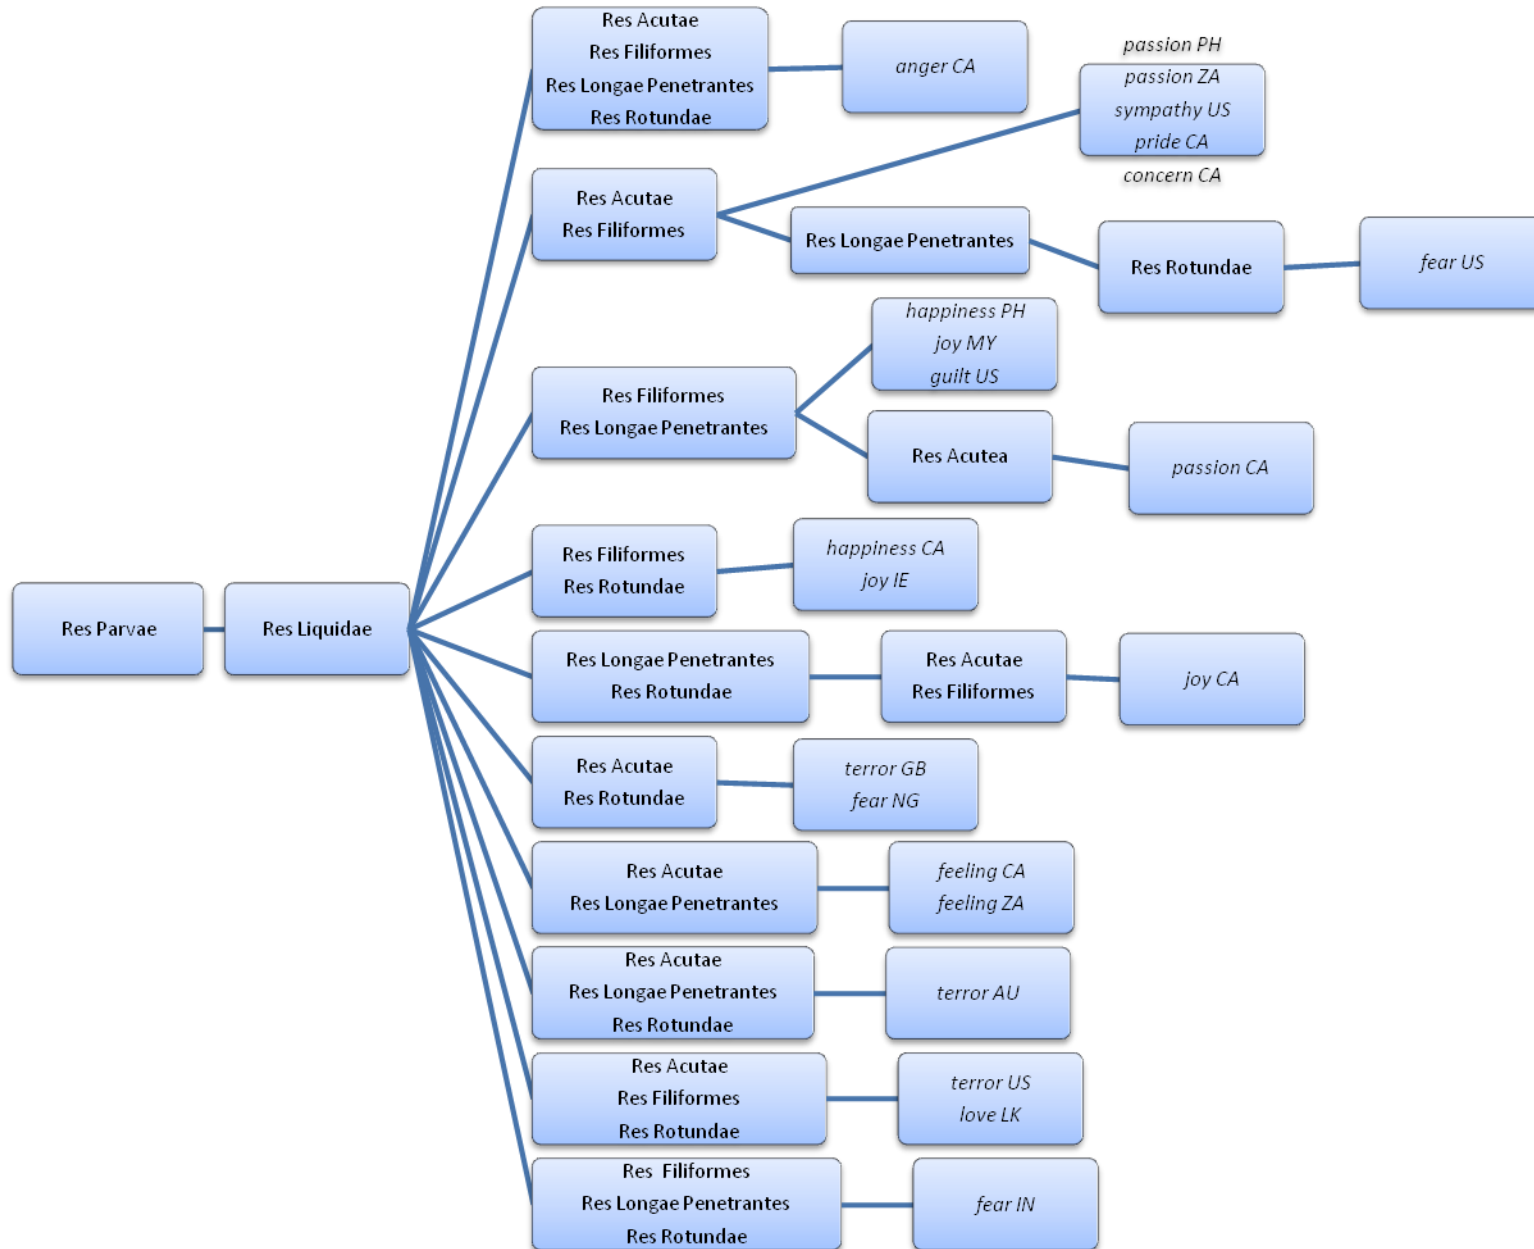 Res Parvae
Res Liquidae
Res Acutae
Res Filiformes
Res Longae Penetrantes
Res Rotundae
anger CA
Res Acutae
Res Filiformes
passion PH
passion ZA
sympathy US
pride CA
concern CA
Res Longae Penetrantes
Res Rotundae
fear US
Res Filiformes
Res Longae Penetrantes
happiness PH
joy MY
guilt US
Res Acutea
passion CA
Res Filiformes
Res Rotundae
happiness CA
joy IE
Res Longae Penetrantes
Res Rotundae
Res Acutae
Res Filiformes
joy CA
Res Acutae
Res Rotundae
terror GB
fear NG
Res Acutae
Res Longae Penetrantes
feeling CA
feeling ZA
Res Acutae
Res Longae Penetrantes
Res Rotundae
terror AU
Res Acutae
Res Filiformes
Res Rotundae
terror US
love LK
Res Filiformes
Res Longae Penetrantes
Res Rotundae
fear IN